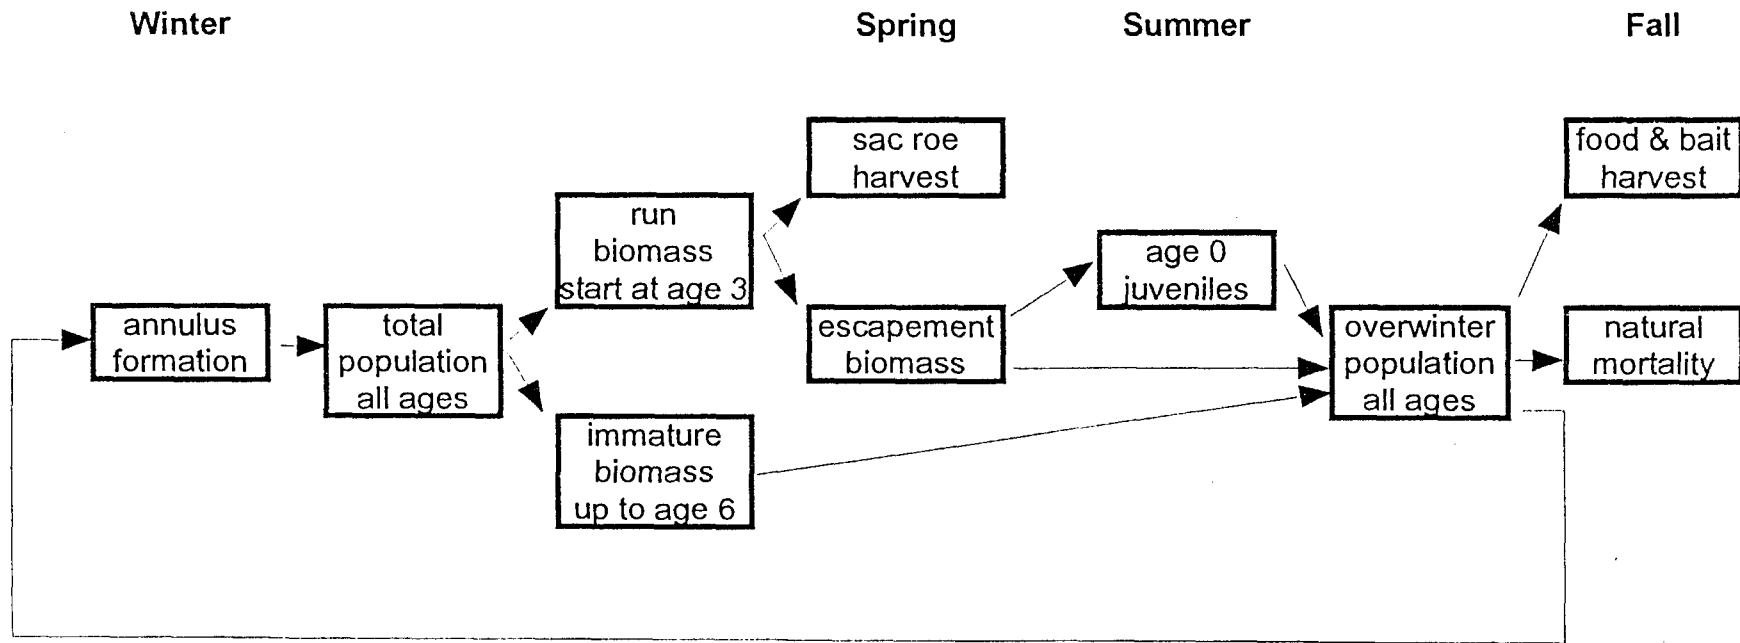 Winter
Spring
Summer
Fall
sac roe
harvest
food & bait
harvest
run
biomass
start at age 3
age 0
juveniles
annulus
formation
total
population
all ages
escapement
biomass
overwinter
population
all ages
natural
mortality
immature
biomass
up to age 6